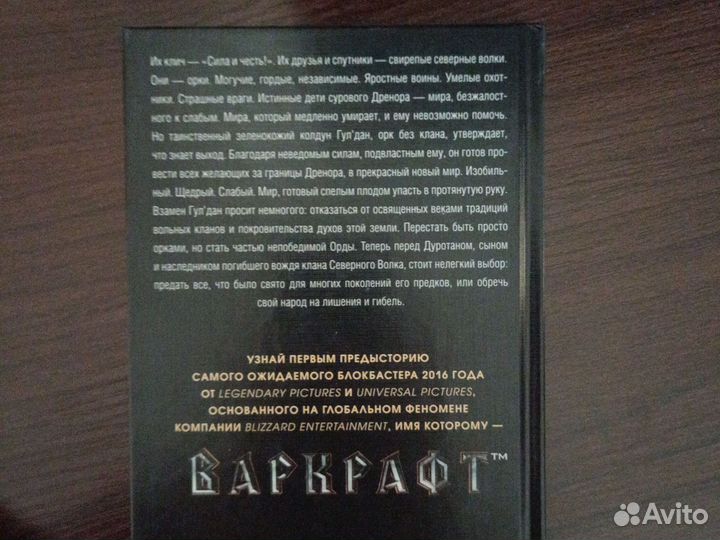 Их клич — «Сила и честь!». Их друзья и спутники — свирепые северные волки.
Они — орки. Могучие, гордые, независимые. Яростные воины. Умелые охот-
ники. Страшные враги. Истинные дети сурового Дренора — мира, безжалост-
ного к слабым. Мира, который медленно умирает, и ему невозможно помочь.
Но таинственный зеленокожий колдун Гул'дан, орк без клана, утверждает,
что знает выход. Благодаря неведомым силам, подвластным ему, он готов про-
вести всех желающих за границы Дренора, в прекрасный новый мир. Изобиль-
ный. Щедрый. Слабый. Мир, готовый спелым плодом упасть в протянутую руку.
Взамен Гул'дан просит немного: отказаться от освященных веками традиций
вольных кланов и покровительства духов этой земли. Перестать быть просто
орками, но стать частью непобедимой Орды. Теперь перед Дуротаном, сыном
и наследником погибшего вождя клана Северного Волка, стоит нелегкий выбор:
предать все, что было свято для многих поколений его предков, или обречь
свой народ на лишения и гибель.
УЗНАЙ ПЕРВЫМ ПРЕДЫСТОРИЮ
САМОГО ОЖИДАЕМОГО БЛОКБАСТЕРА 2016 ГОДА
ОТ LEGENDARY PICTURES И UNIVERSAL PICTURES,
ОСНОВАННОГО НА ГЛОБАЛЬНОМ ФЕНОМЕНЕ
КОМПАНИИ BLIZZARD ENTERTAINMENT, ИМЯ КОТОРОМУ —
ВАРКРАФТ™
Avito